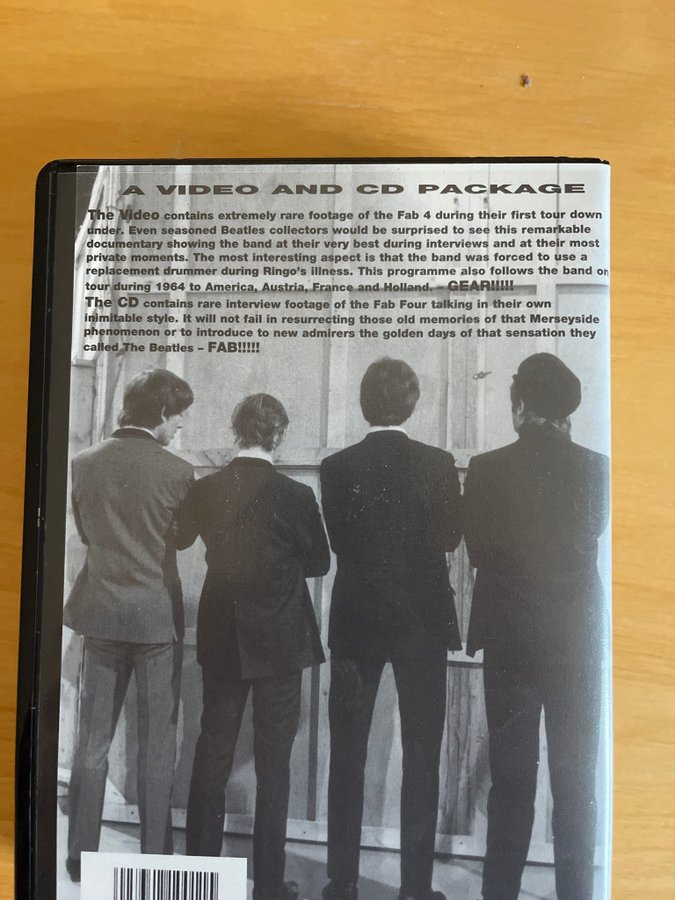 A VIDEO AND CD PACKAGE
The Video contains extremely rare footage of the Fab 4 during their first tour down
under. Even seasoned Beatles collectors would be surprised to see this remarkable
documentary showing the band at their very best during interviews and at their most
private moments. The most interesting aspect is that the band was forced to use a
replacement drummer during Ringo's illness. This programme also follows the band on
tour during 1964 to America, Austria, France and Holland. – GEAR!!!!!
The CD contains rare interview footage of the Fab Four talking in their own
inimitable style. It will not fail in resurrecting those old memories of that Merseyside
phenomenon or to introduce to new admirers the golden days of that sensation they
called The Beatles – FAB!!!!!